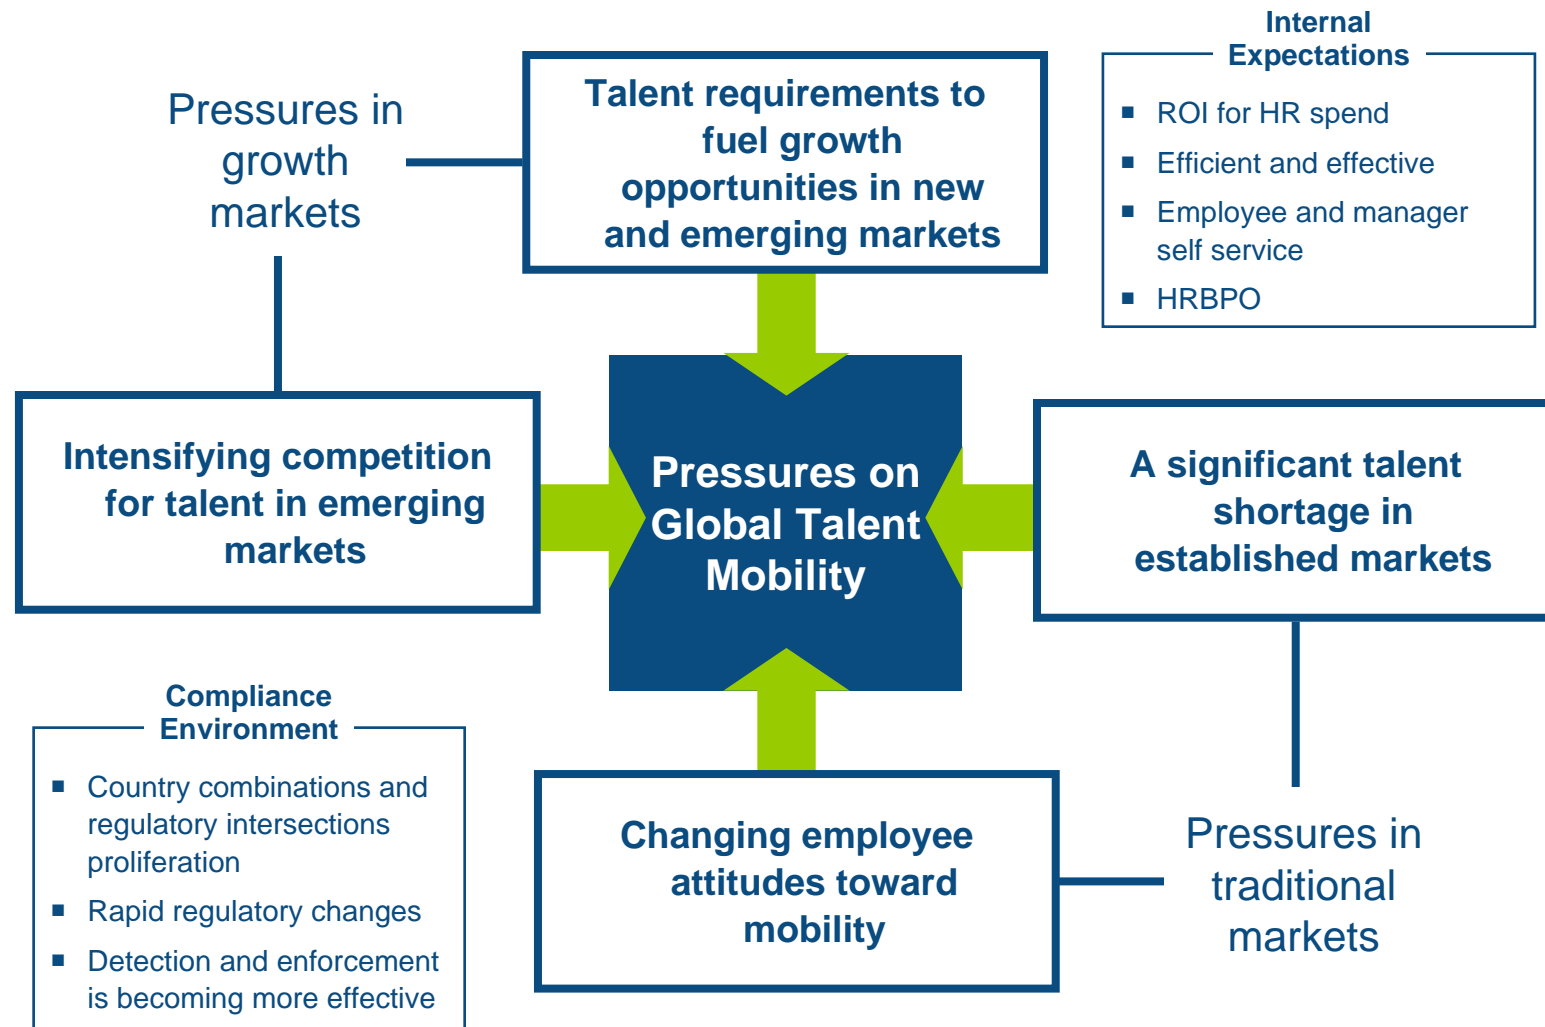 Internal
Expectations
ROI for HR spend
Efficient and effective
Employee and manager
self service
HRBPO
Talent requirements to
fuel growth
opportunities in new
and emerging markets
Pressures in
growth
markets
Intensifying competition
for talent in emerging
markets
Pressures on
Global Talent
Mobility
A significant talent
shortage in
established markets
Compliance
Environment
Country combinations and
regulatory intersections
proliferation
Rapid regulatory changes
Detection and enforcement
is becoming more effective
Changing employee
attitudes toward
mobility
Pressures in
traditional
markets